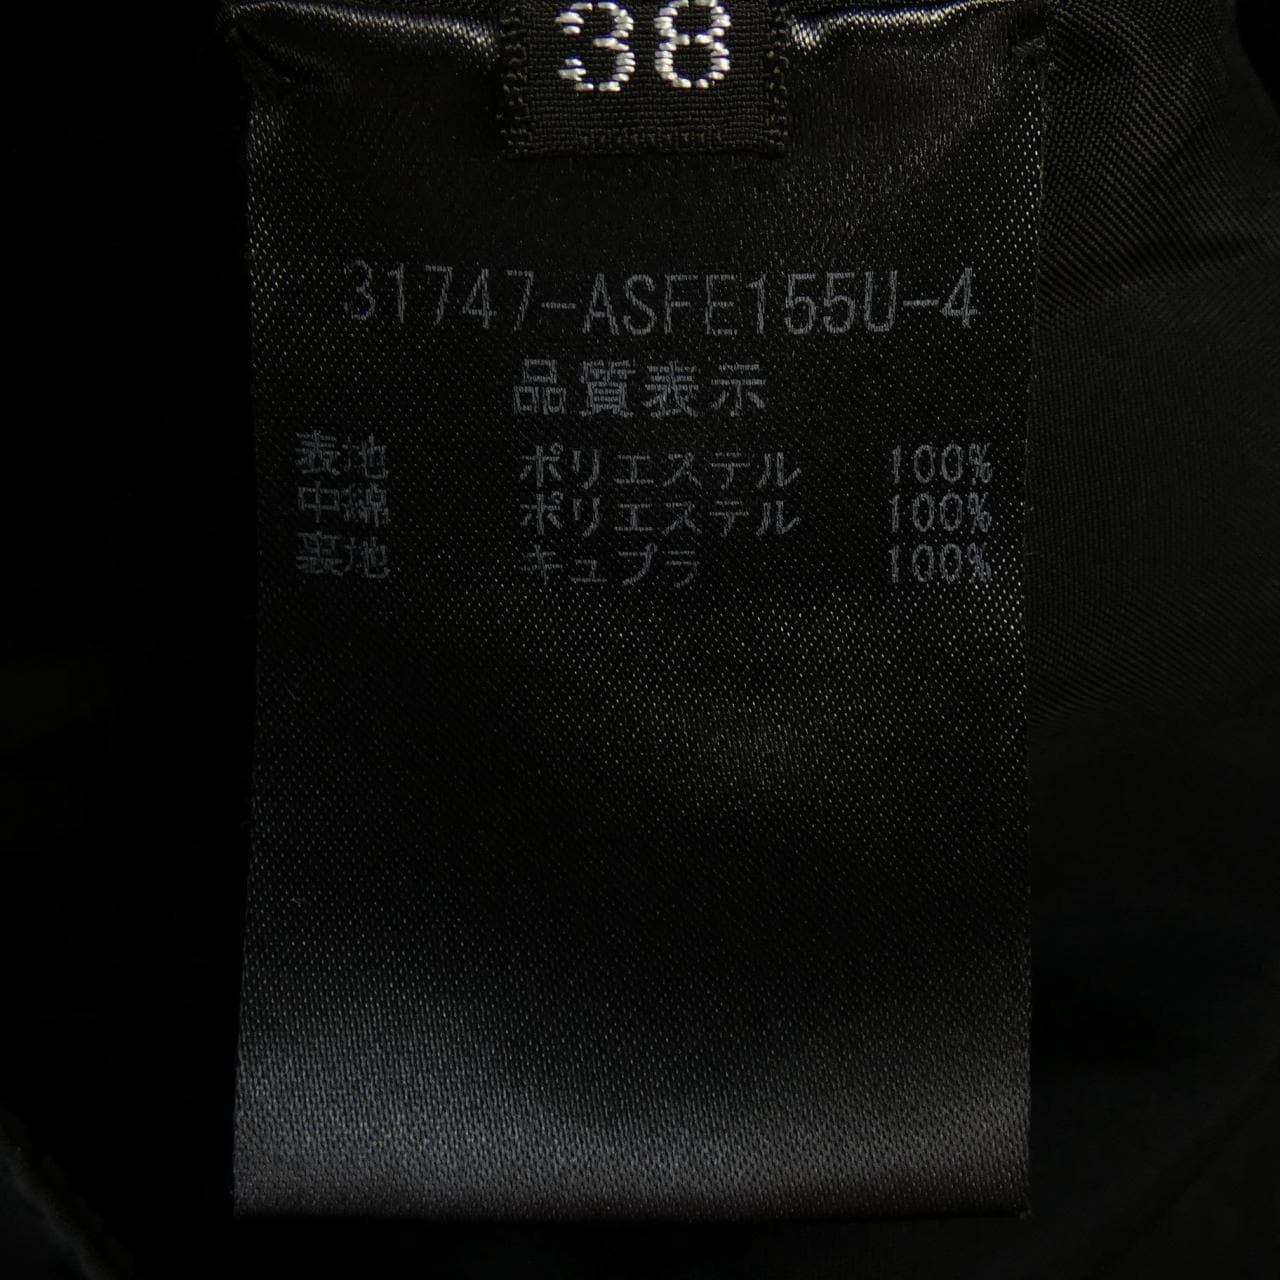 38
31747-ASFE155U-4
品質表示
表地 ポリエステル 100%
中綿 ポリエステル 100%
裏地 キュプラ 100%